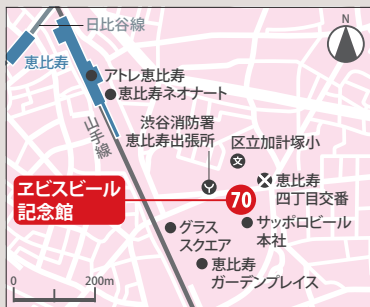 日比谷線
N
恵比寿
アトレ恵比寿
恵比寿ネオナート
山手線
渋谷消防署
恵比寿出張所
区立加計塚小
文
恵比寿
四丁目交番
ヱビスビール
記念館
70
サッポロビール
本社
グラス
スクエア
恵比寿
ガーデンプレイス
0 200m